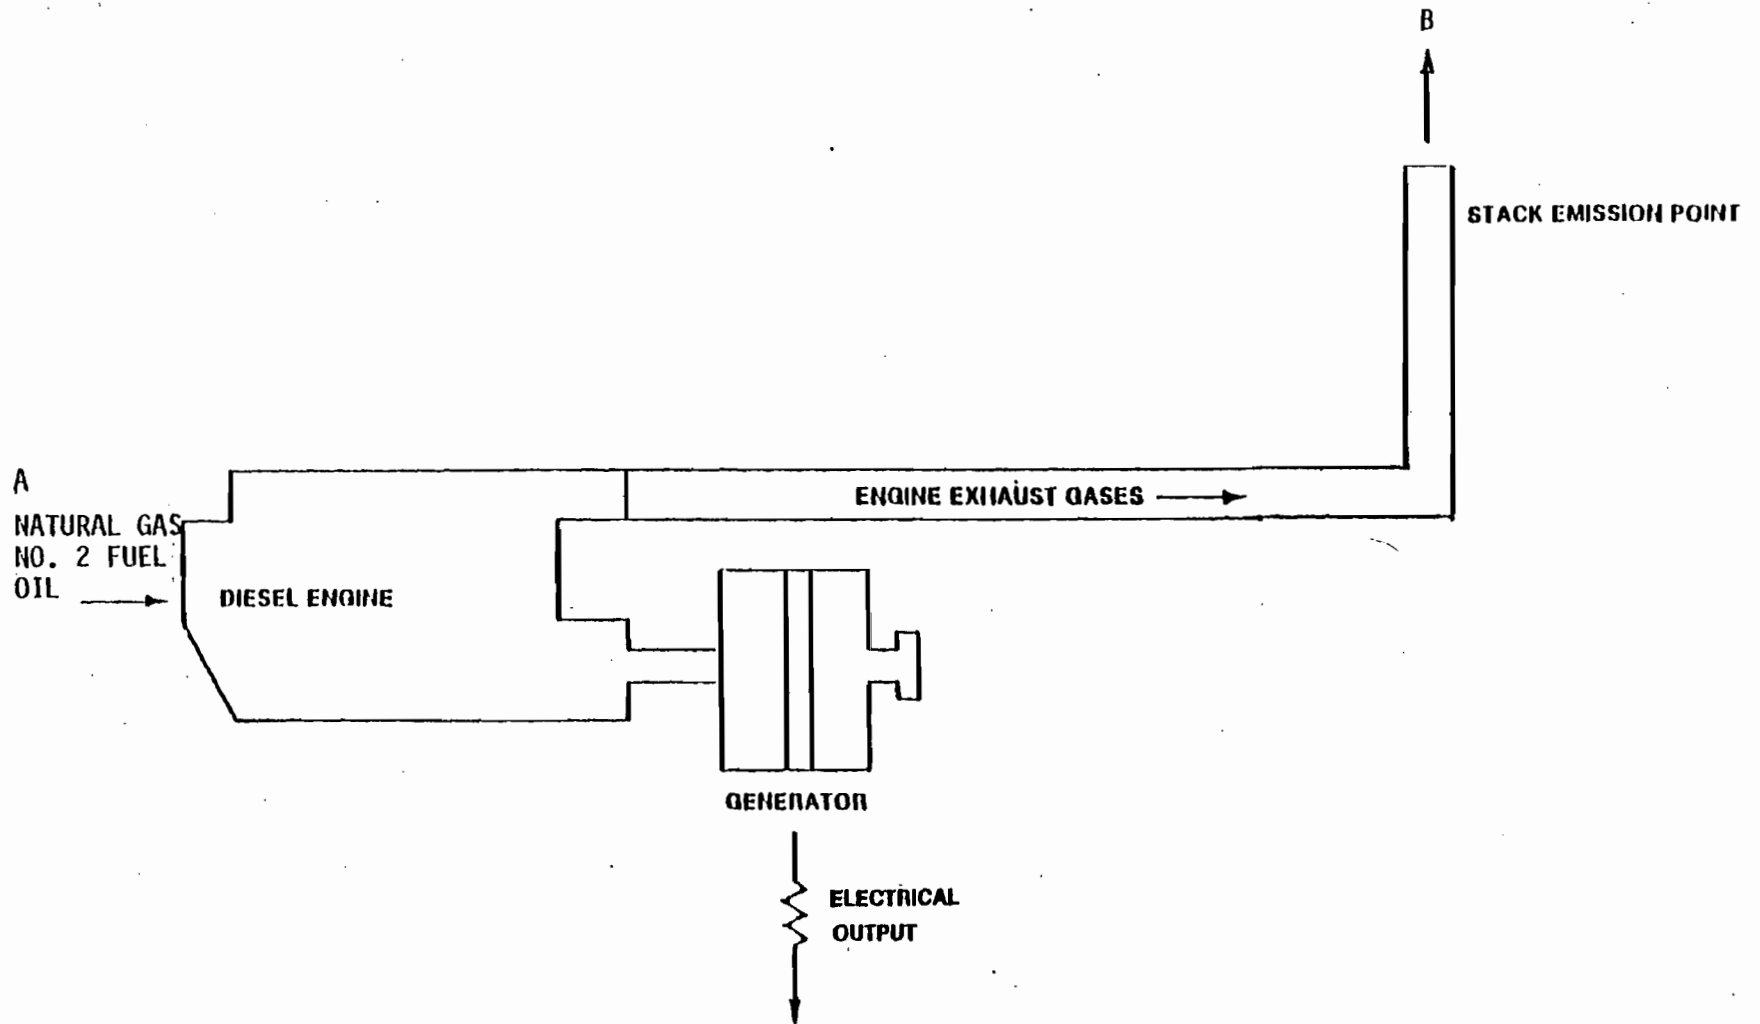 B
STACK EMISSION POINT
A
NATURAL GAS
NO. 2 FUEL
OIL
ENGINE EXHAUST GASES
DIESEL ENGINE
GENERATOR
ELECTRICAL
OUTPUT